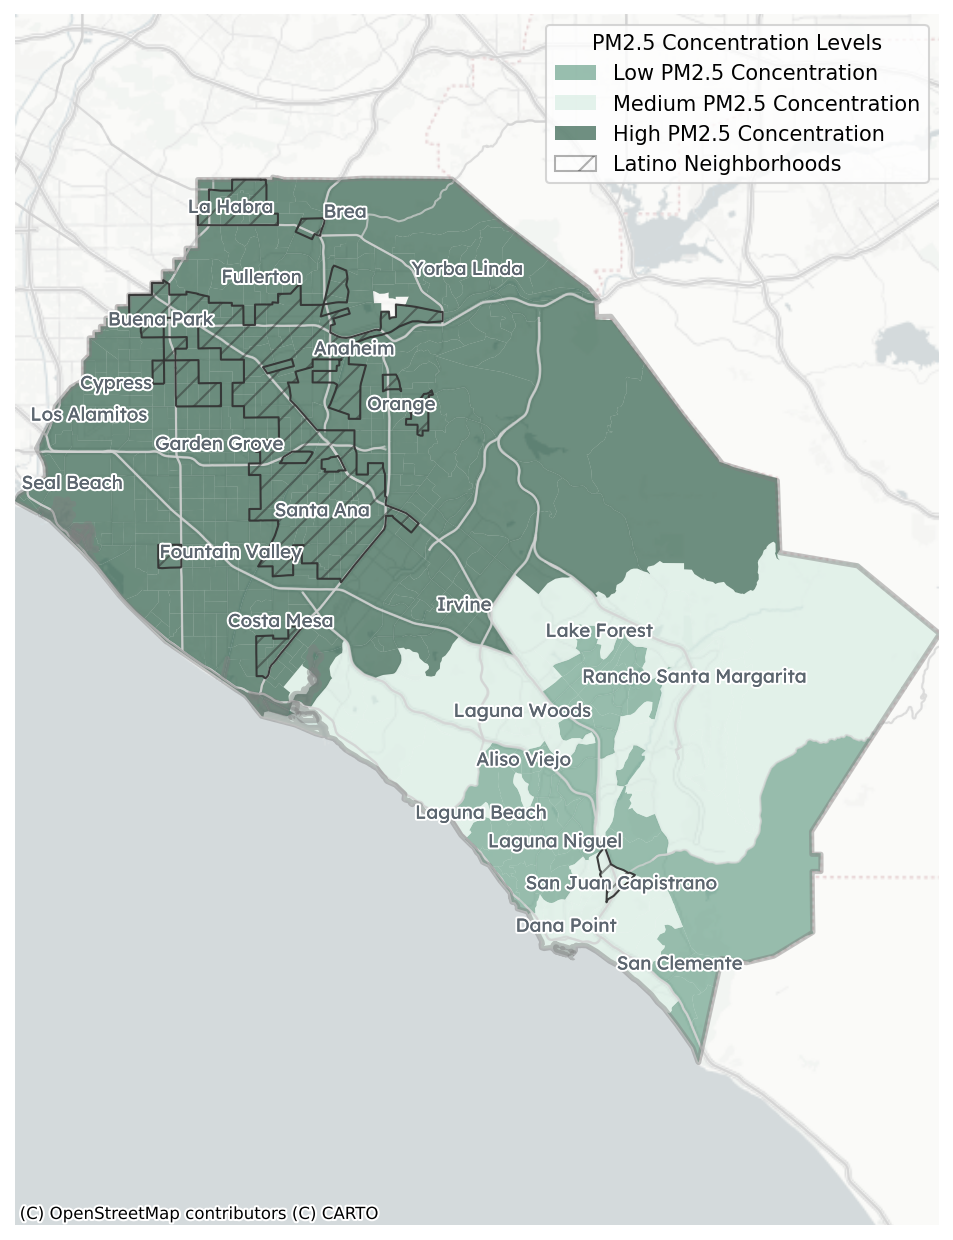 PM2.5 Concentration Levels
Low PM2.5 Concentration
Medium PM2.5 Concentration
High PM2.5 Concentration
Latino Neighborhoods
La Habra
Brea
Fullerton
Yorba Linda
Buena Park
Anaheim
Cypress
Orange
Los Alamitos
Garden Grove
Seal Beach
Santa Ana
Fountain Valley
Irvine
Costa Mesa
Lake Forest
Rancho Santa Margarita
Laguna Woods
Aliso Viejo
Laguna Beach
Laguna Niguel
San Juan Capistrano
Dana Point
San Clemente
(C) OpenStreetMap contributors (C) CARTO